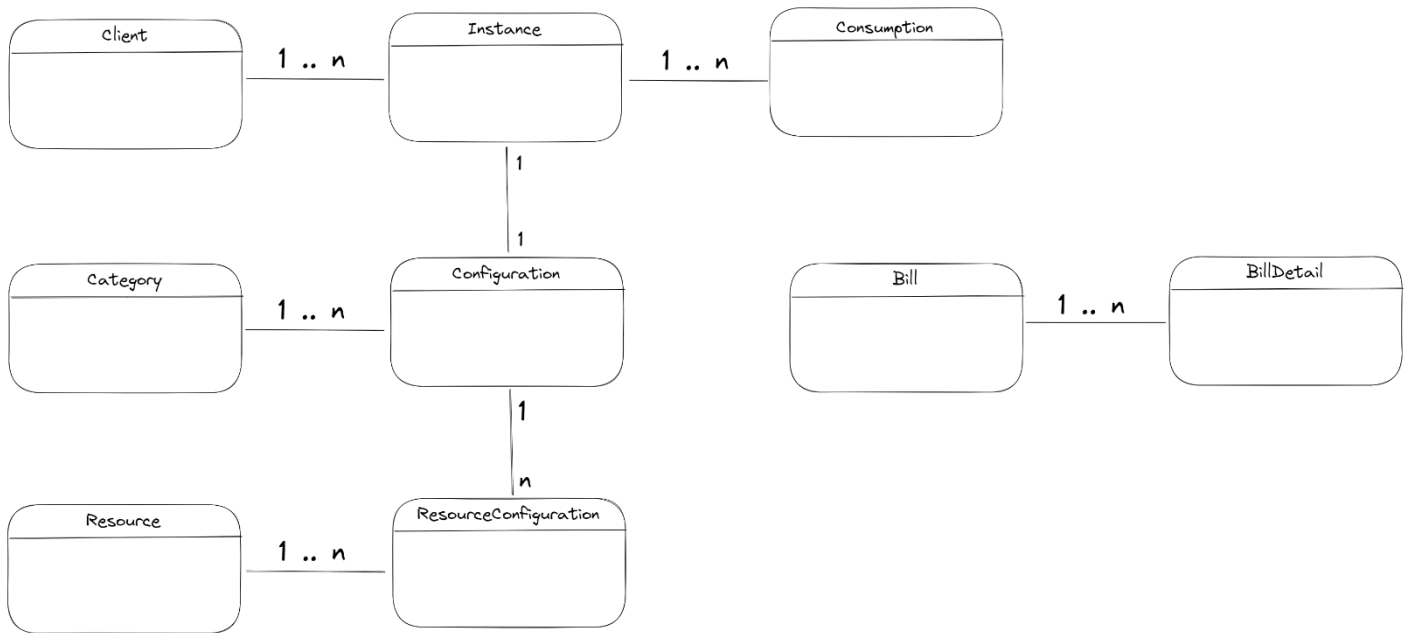 Client
1 .. n
Instance
1 .. n
Consumption
1
1
Category
1 .. n
Configuration
Bill
1 .. n
BillDetail
1
n
Resource
1 .. n
ResourceConfiguration